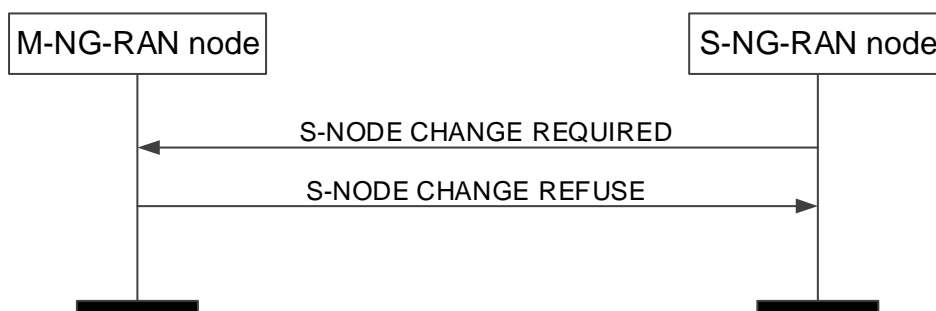 M-NG-RAN node
S-NG-RAN node
S-NODE CHANGE REQUIRED
S-NODE CHANGE REFUSE